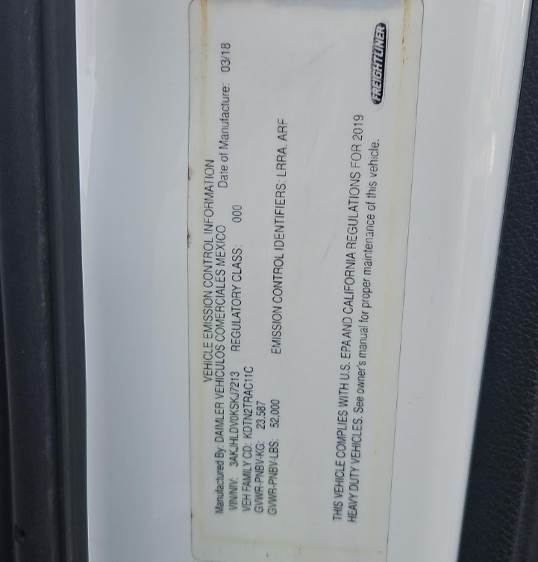 VEHICLE EMISSION CONTROL INFORMATION
Manufactured By: DAIMLER VEHICULOS COMERCIALES MEXICO Date of Manufacture: 03/18
VIN/NIV: 3AKJHLDV0KSKJ7213 REGULATORY CLASS 000
VEH FAMILY CD: KDTN2TRAC11C
GVWR-PNBV-KG: 23,587
GVWR-PNBV-LBS: 52,000 EMISSION CONTROL IDENTIFIERS: LRRA, ARF
THIS VEHICLE COMPLIES WITH U.S. EPA AND CALIFORNIA REGULATIONS FOR 2019
HEAVY DUTY VEHICLES. See owner's manual for proper maintenance of this vehicle.
FREIGHTLINER